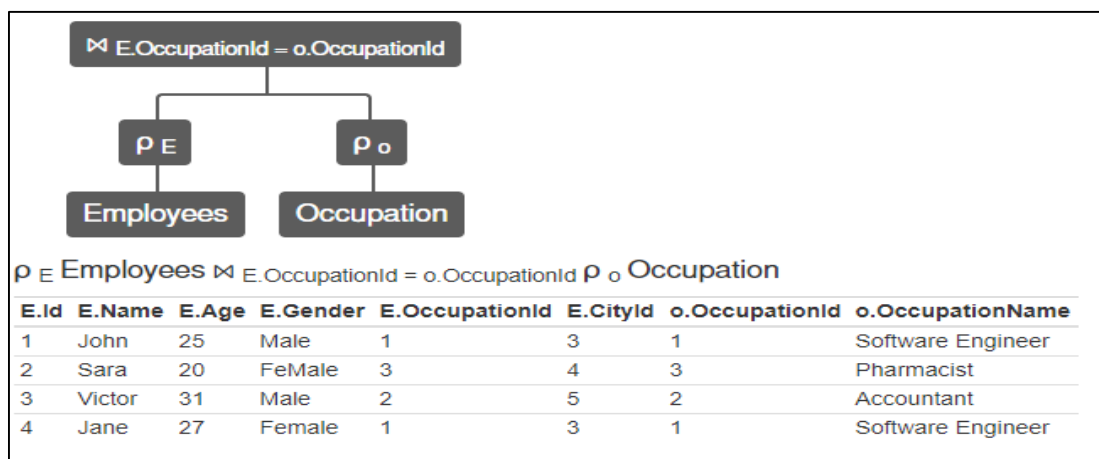 ⋈ E.OccupationId = o.OccupationId
ρ E ρ o
Employees Occupation
ρ E Employees ⋈ E.OccupationId = o.OccupationId ρ o Occupation
E.Id E.Name E.Age E.Gender E.OccupationId E.CityId o.OccupationId o.OccupationName
1 John 25 Male 1 3 1 Software Engineer
2 Sara 20 FeMale 3 4 3 Pharmacist
3 Victor 31 Male 2 5 2 Accountant
4 Jane 27 Female 1 3 1 Software Engineer